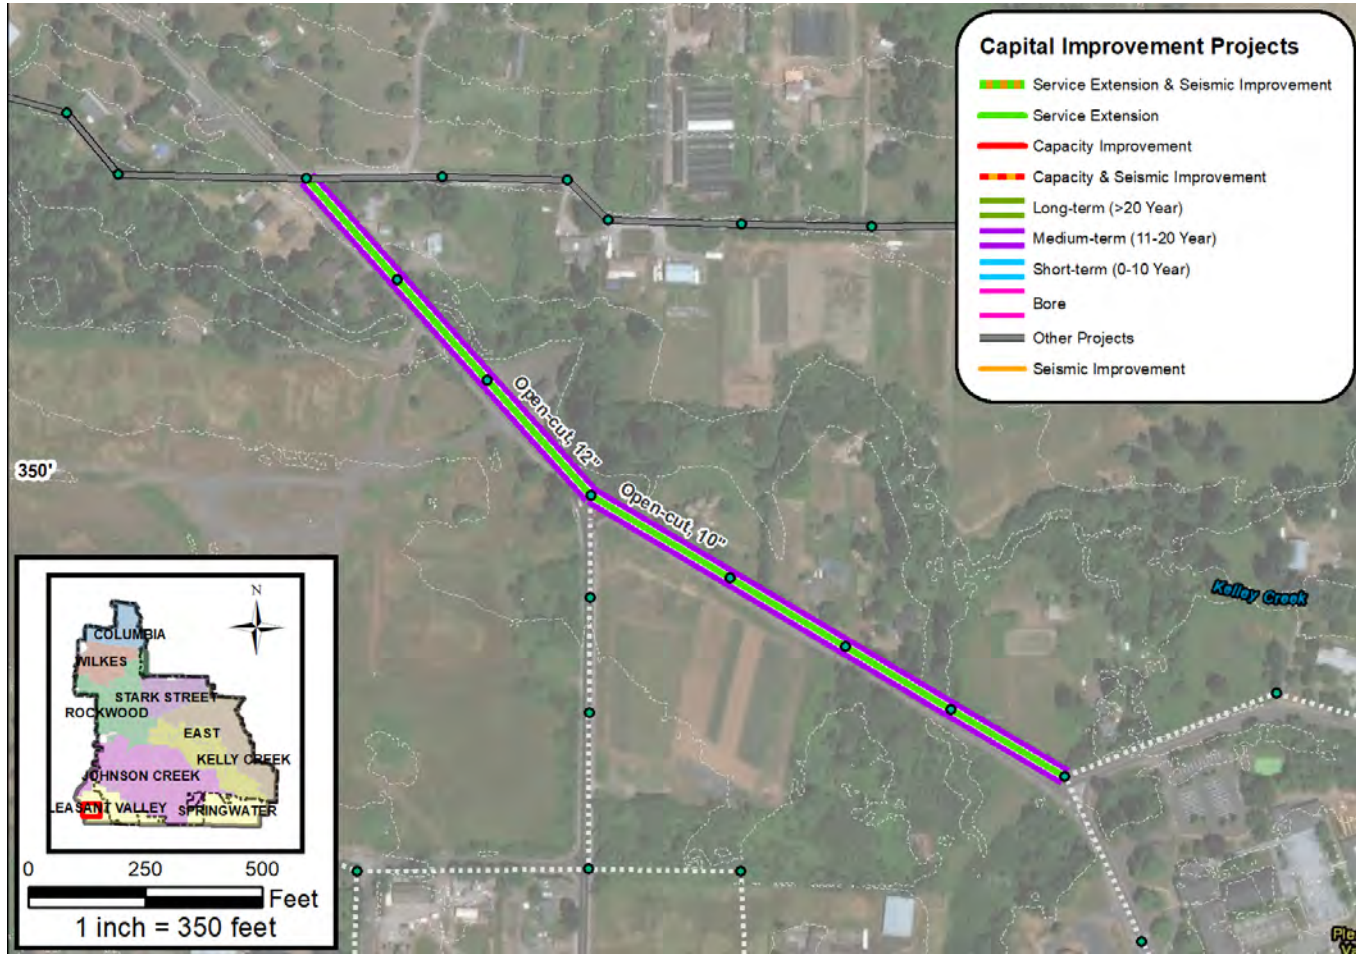 Capital Improvement Projects
Service Extension & Seismic Improvement
Service Extension
Capacity Improvement
Capacity & Seismic Improvement
Long-term (>20 Year)
Medium-term (11-20 Year)
Short-term (0-10 Year)
Bore
Other Projects
Seismic Improvement
Open-cut, 12"
350'
Open-cut, 10"
Kelley Creek
N
COLUMBIA
WILKES
STARK STREET
ROCKWOOD
EAST
KELLY CREEK
JOHNSON CREEK
LEASANT VALLEY
SPRINGWATER
0 250 500
Feet
1 inch = 350 feet
Ple
Va